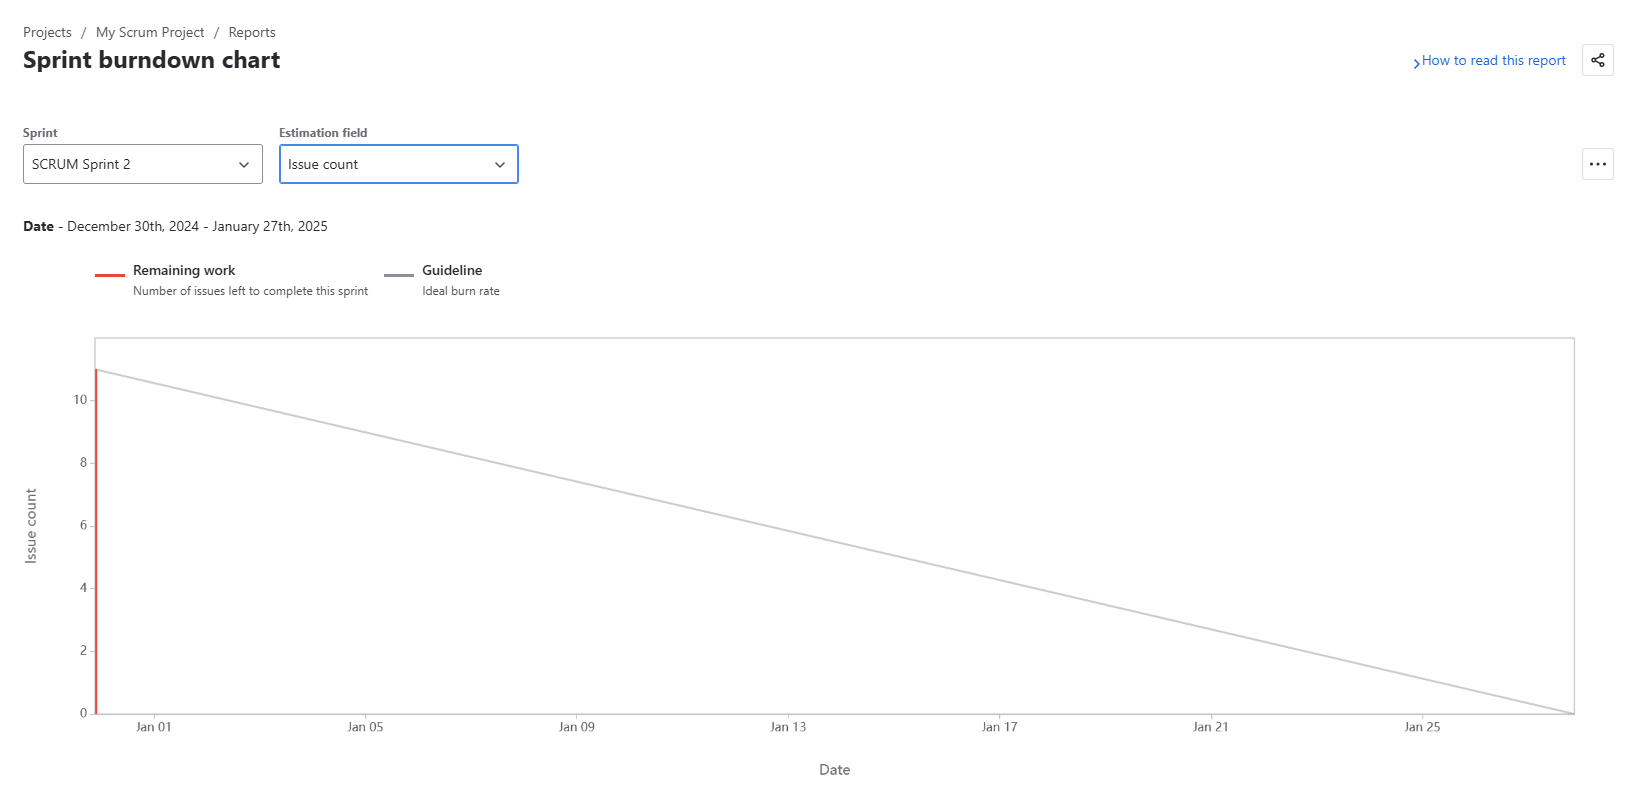 Projects / My Scrum Project / Reports
Sprint burndown chart
How to read this report
Sprint
Estimation field
SCRUM Sprint 2
Issue count
Date - December 30th, 2024 - January 27th, 2025
Remaining work
Number of issues left to complete this sprint
Guideline
Ideal burn rate
10
8
6
4
2
0
Issue count
Jan 01 Jan 05 Jan 09 Jan 13 Jan 17 Jan 21 Jan 25
Date